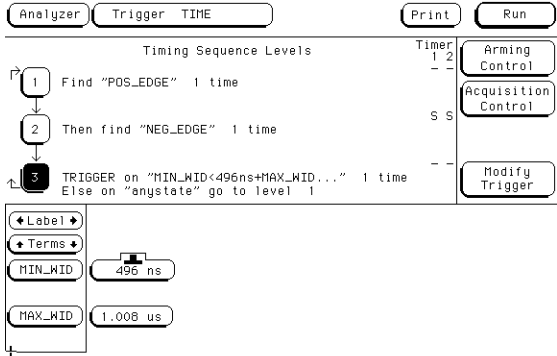 Analyzer Trigger TIME Print Run
Timing Sequence Levels
Timer
1 2
Arming
Control
1 Find "POS_EDGE" 1 time
- -
Acquisition
Control
2 Then find "NEG_EDGE" 1 time
S S
3 TRIGGER on "MIN_WID<496ns+MAX_WID..." 1 time
Else on "anystate" go to level 1
- -
Modify
Trigger
Label
Terms
MIN_WID 496 ns
MAX_WID 1.008 us